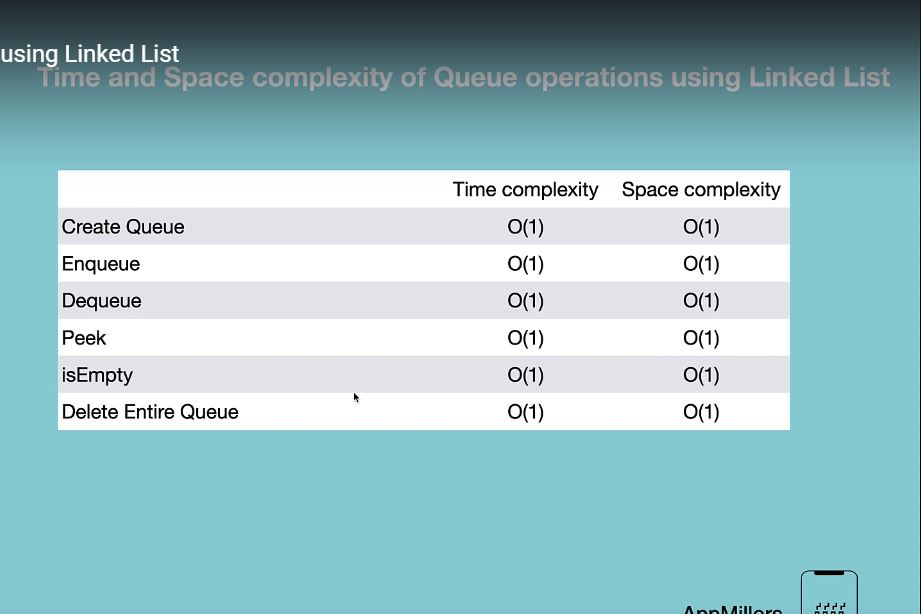 using Linked List
Time and Space complexity of Queue operations using Linked List
Time complexity Space complexity
Create Queue O(1) O(1)
Enqueue O(1) O(1)
Dequeue O(1) O(1)
Peek O(1) O(1)
isEmpty O(1) O(1)
Delete Entire Queue O(1) O(1)
AppMillers